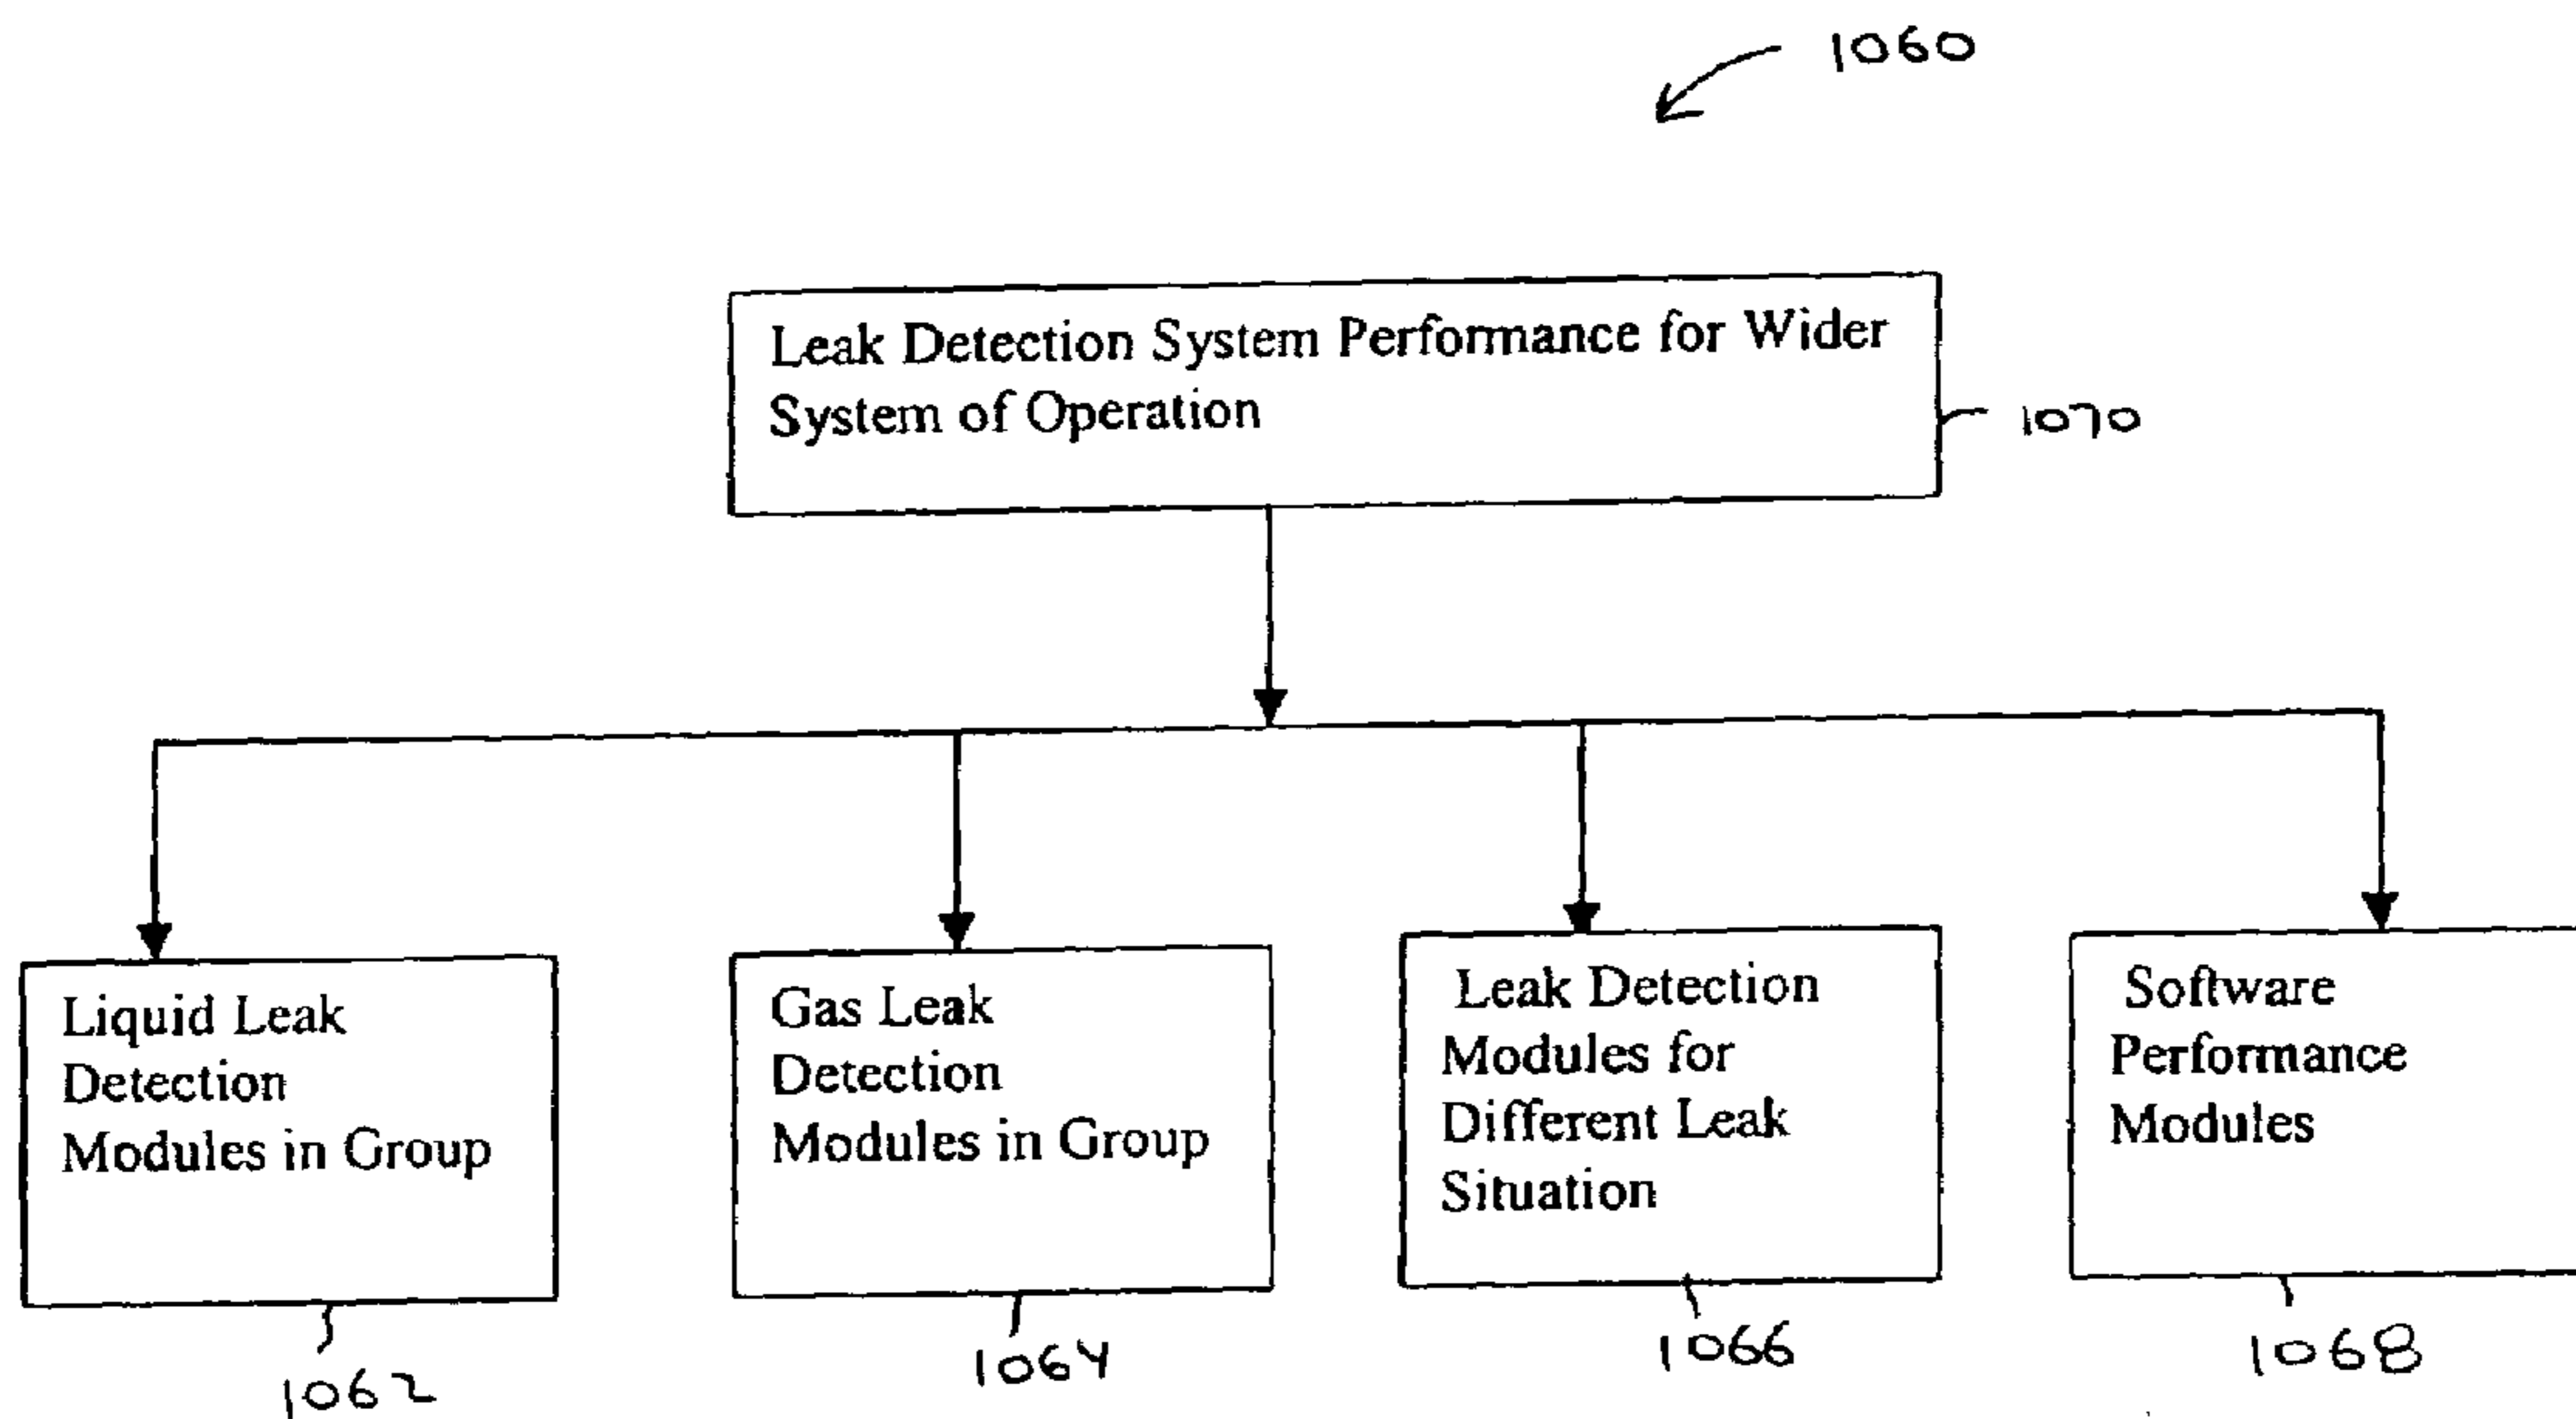 1060
Leak Detection System Performance for Wider
System of Operation
1070
Liquid Leak
Detection
Modules in Group
1062
Gas Leak
Detection
Modules in Group
1064
Leak Detection
Modules for
Different Leak
Situation
1066
Software
Performance
Modules
1068